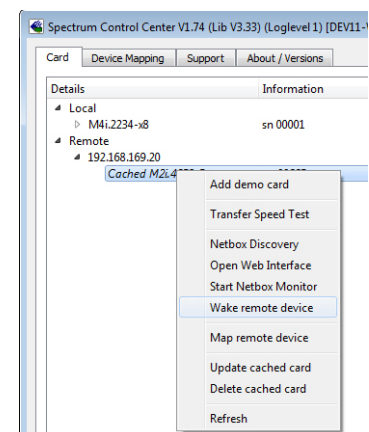 Spectrum Control Center V1.74 (Lib V3.33) (Loglevel 1) [DEV11-
Card Device Mapping Support About / Versions
Details Information
Local
M4i.2234-x8 sn 00001
Remote
192.168.169.20
Cached M2i.4
Add demo card
Transfer Speed Test
Netbox Discovery
Open Web Interface
Start Netbox Monitor
Wake remote device
Map remote device
Update cached card
Delete cached card
Refresh